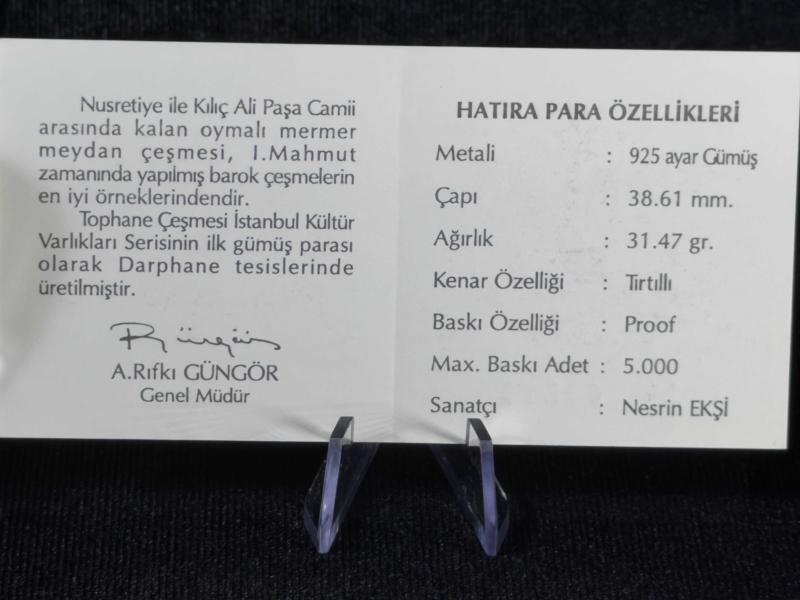 Nusretiye ile Kılıç Ali Paşa Camii
arasında kalan oymalı mermer
meydan çeşmesi, I.Mahmut
zamanında yapılmış barok çeşmelerin
en iyi örneklerindendir.
Tophane Çeşmesi İstanbul Kültür
Varlıkları Serisinin ilk gümüş parası
olarak Darphane tesislerinde
üretilmiştir.
A.Rıfkı GÜNGÖR
Genel Müdür
HATIRA PARA ÖZELLİKLERİ
Metali : 925 ayar Gümüş
Çapı : 38.61 mm.
Ağırlık : 31.47 gr.
Kenar Özelliği : Tırtıllı
Baskı Özelliği : Proof
Max. Baskı Adet : 5.000
Sanatçı : Nesrin EKŞİ